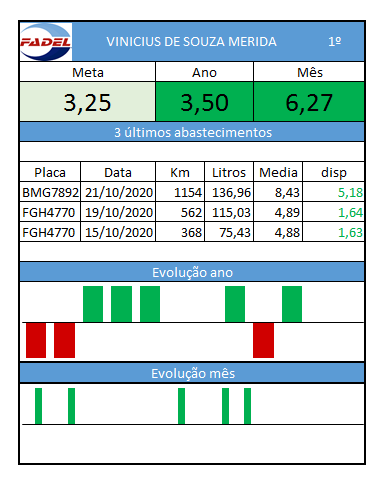 FADEL
VINICIUS DE SOUZA MERIDA 1º
Meta Ano Mês
3,25 3,50 6,27
3 últimos abastecimentos
Placa Data Km Litros Media disp
BMG7892 21/10/2020 1154 136,96 8,43 5,18
FGH4770 19/10/2020 562 115,03 4,89 1,64
FGH4770 15/10/2020 368 75,43 4,88 1,63
Evolução ano
Evolução mês